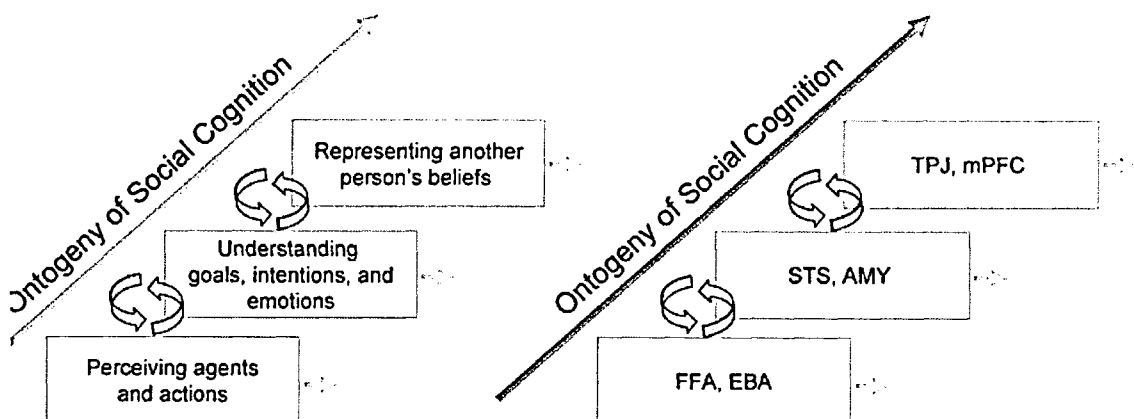 Ontogeny of Social Cognition
Representing another
person's beliefs
Understanding
goals, intentions, and
emotions
Perceiving agents
and actions
Ontogeny of Social Cognition
TPJ, mPFC
STS, AMY
FFA, EBA